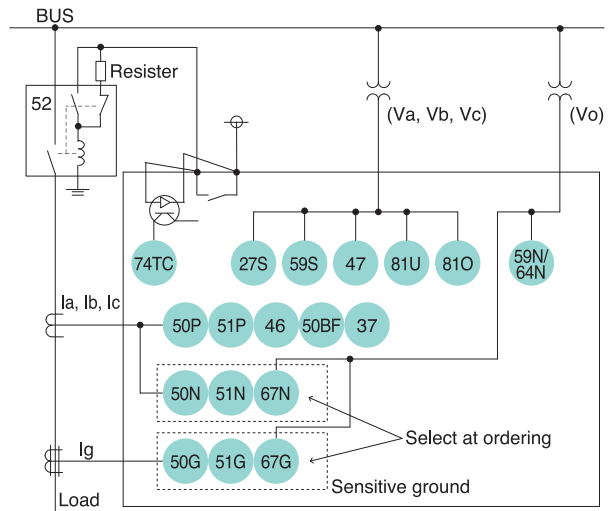 BUS
Resister
52
(Va, Vb, Vc)
(Vo)
74TC
27S
59S
47
81U
81O
59N/
64N
Ia, Ib, Ic
50P
51P
46
50BF
37
50N
51N
67N
Select at ordering
Ig
50G
51G
67G
Sensitive ground
Load